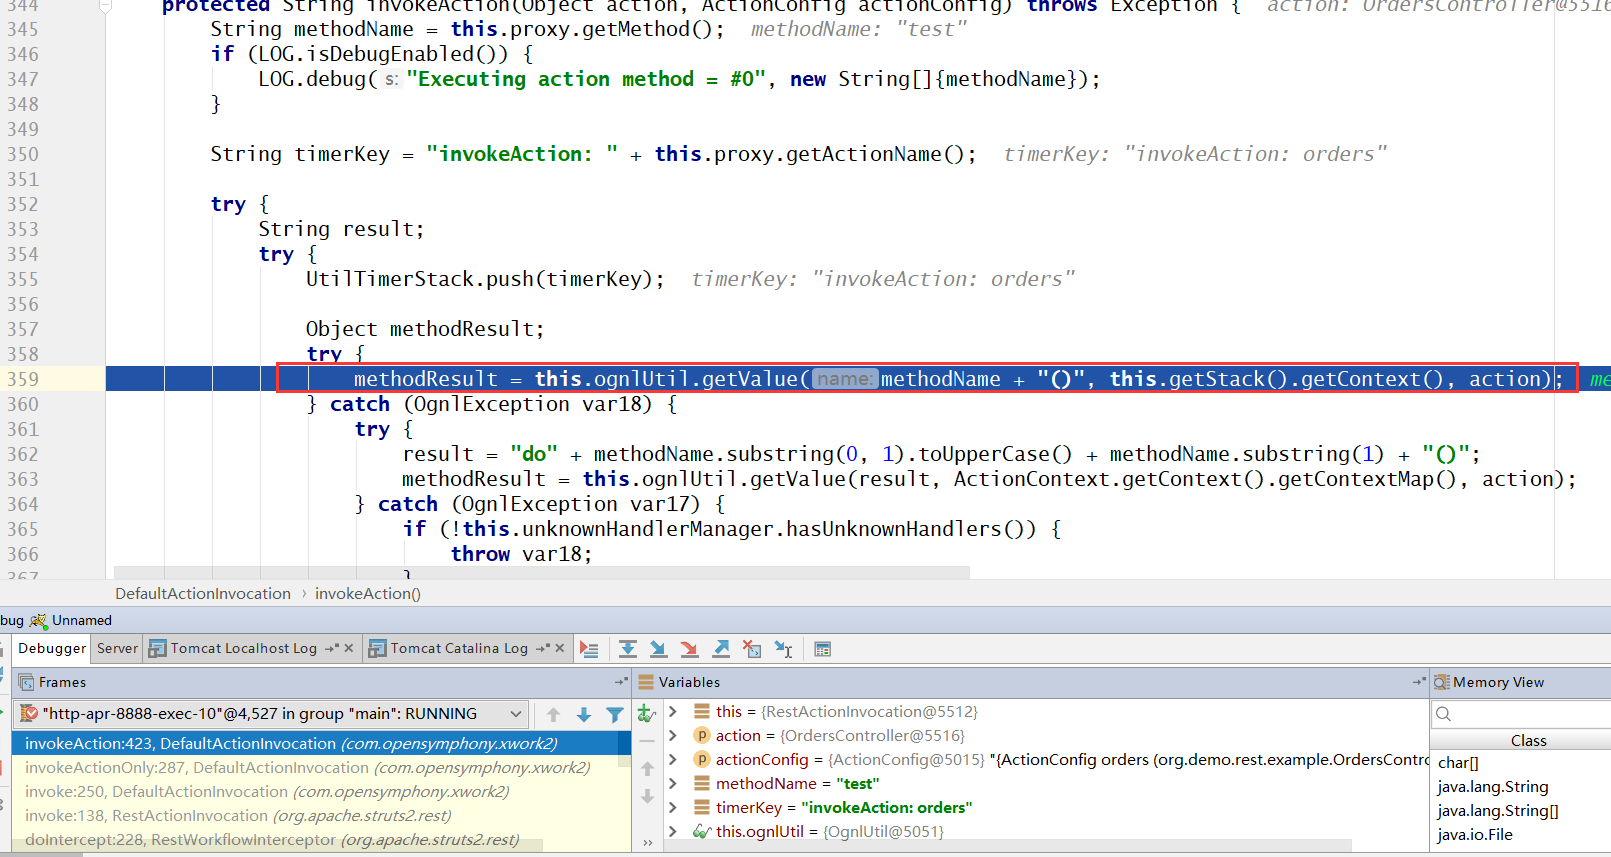 344 protected String invokeAction(Object action, ActionConfig actionConfig) throws Exception { action: OrdersController@5516
345 String methodName = this.proxy.getMethod(); methodName: "test"
346 if (LOG.isDebugEnabled()) {
347 LOG.debug( s: "Executing action method = #0", new String[]{methodName});
348 }
349
350 String timerKey = "invokeAction: " + this.proxy.getActionName(); timerKey: "invokeAction: orders"
351
352 try {
353 String result;
354 try {
355 UtilTimerStack.push(timerKey); timerKey: "invokeAction: orders"
356
357 Object methodResult;
358 try {
359 methodResult = this.ognlUtil.getValue( name: methodName + "()", this.getStack().getContext(), action); me
360 } catch (OgnlException var18) {
361 try {
362 result = "do" + methodName.substring(0, 1).toUpperCase() + methodName.substring(1) + "()";
363 methodResult = this.ognlUtil.getValue(result, ActionContext.getContext().getContextMap(), action);
364 } catch (OgnlException var17) {
365 if (!this.unknownHandlerManager.hasUnknownHandlers()) {
366 throw var18;
367 }
DefaultActionInvocation › invokeAction()
bug Unnamed
Debugger Server Tomcat Localhost Log Tomcat Catalina Log
Frames
"http-apr-8888-exec-10"@4,527 in group "main": RUNNING
invokeAction:423, DefaultActionInvocation (com.opensymphony.xwork2)
invokeActionOnly:287, DefaultActionInvocation (com.opensymphony.xwork2)
invoke:250, DefaultActionInvocation (com.opensymphony.xwork2)
invoke:138, RestActionInvocation (org.apache.struts2.rest)
doIntercept:228, RestWorkflowInterceptor (org.apache.struts2.rest)
Variables
this = {RestActionInvocation@5512}
p action = {OrdersController@5516}
p actionConfig = {ActionConfig@5015} "{ActionConfig orders (org.demo.rest.example.OrdersContro
methodName = "test"
timerKey = "invokeAction: orders"
this.ognlUtil = {OgnlUtil@5051}
Memory View
Class
char[]
java.lang.String
java.lang.String[]
java.io.File